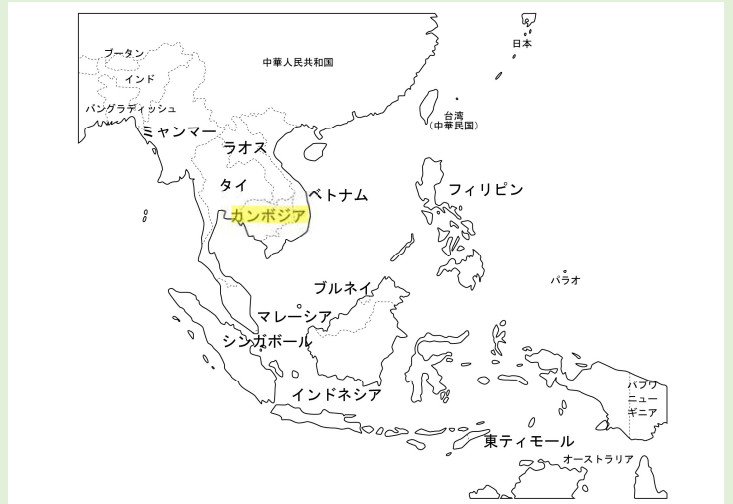 日本
ブータン
中華人民共和国
インド
バングラディッシュ
台湾
(中華民国)
ミャンマー
ラオス
タイ
ベトナム
フィリピン
カンボジア
パラオ
ブルネイ
マレーシア
シンガポール
インドネシア
パプワ
ニュー
ギニア
東ティモール
オーストラリア